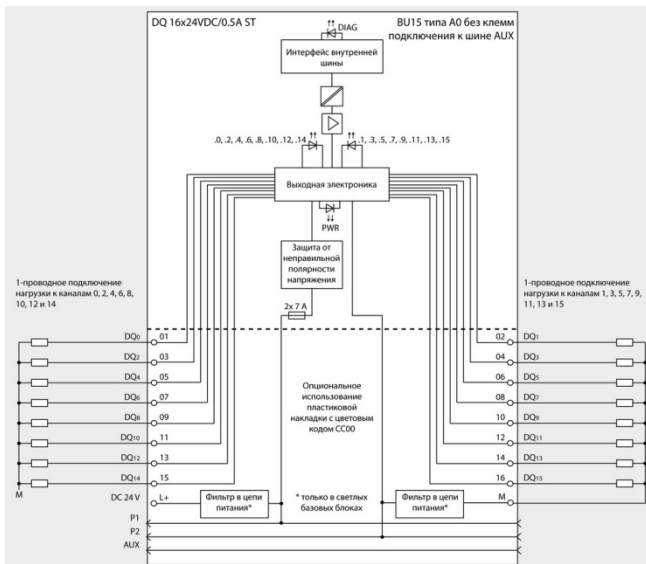 DQ 16x24VDC/0.5A ST
BU15 типа A0 без клемм
подключения к шине AUX
DIAG
Интерфейс внутренней
шины
.0, .2, .4, .6, .8, .10, .12, .14
.1, .3, .5, .7, .9, .11, .13, .15
Выходная электроника
PWR
Защита от
неправильной
полярности
напряжения
2x 7 A
1-проводное подключение
нагрузки к каналам 0, 2, 4, 6, 8,
10, 12 и 14
1-проводное подключение
нагрузки к каналам 1, 3, 5, 7, 9,
11, 13 и 15
DQ0 01 02 DQ1
DQ2 03 04 DQ3
DQ4 05 06 DQ5
DQ6 07 08 DQ7
DQ8 09 10 DQ9
DQ10 11 12 DQ11
DQ12 13 14 DQ13
DQ14 15 16 DQ15
Опциональное
использование
пластиковой
накладки с цветовым
кодом CC00
M
DC 24 V L+
Фильтр в цепи
питания*
* только в светлых
базовых блоках
Фильтр в цепи
питания*
M
P1
P2
AUX